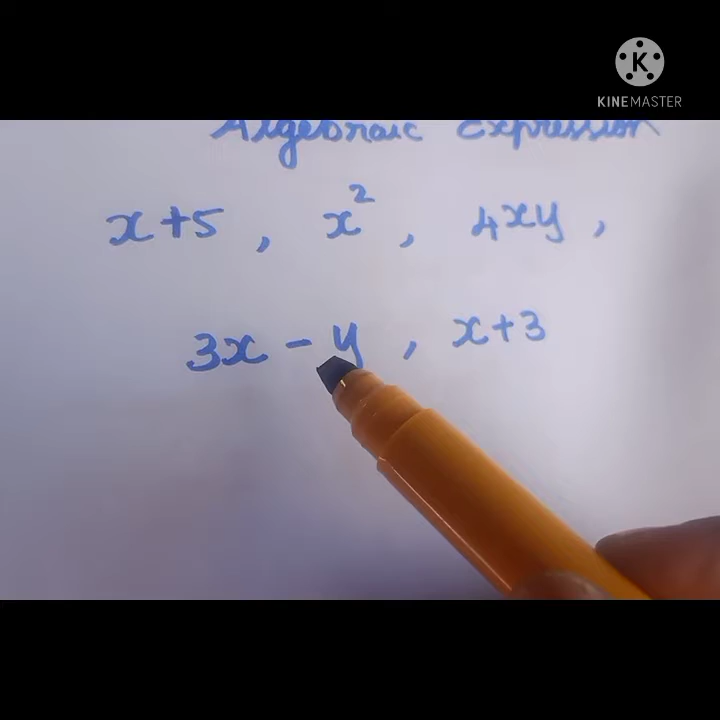 K
KINEMASTER
Algebraic Expression
x+5 , x² , 4xy ,
3x - y , x+3